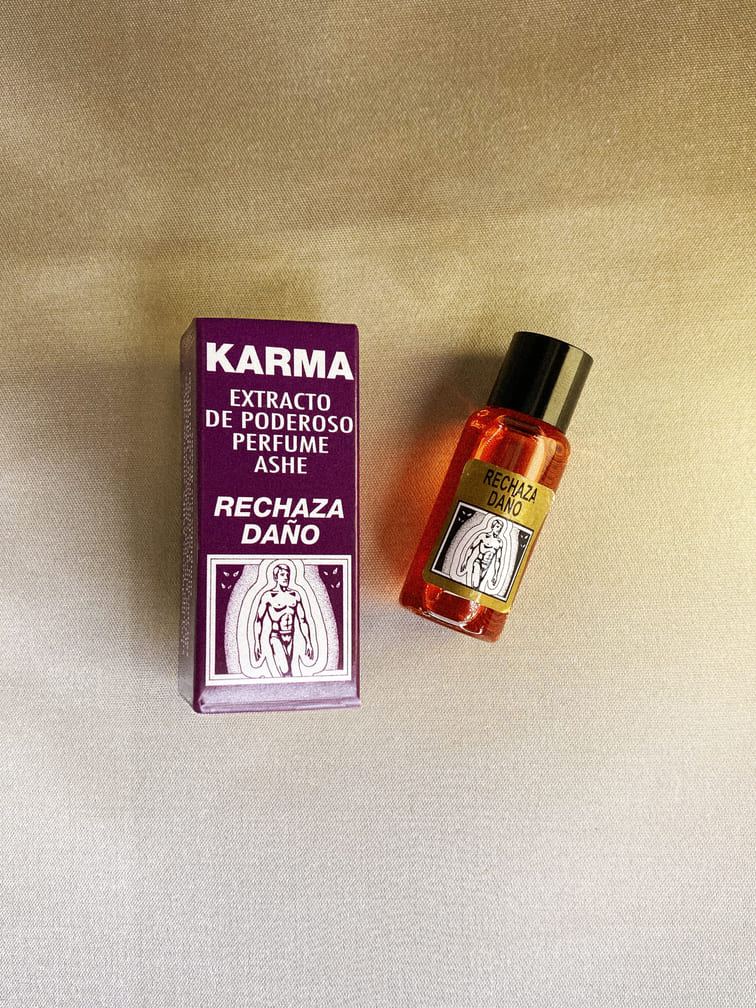 KARMA
EXTRACTO
DE PODEROSO
PERFUME
ASHE
RECHAZA
DAÑO
RECHAZA
DAÑO